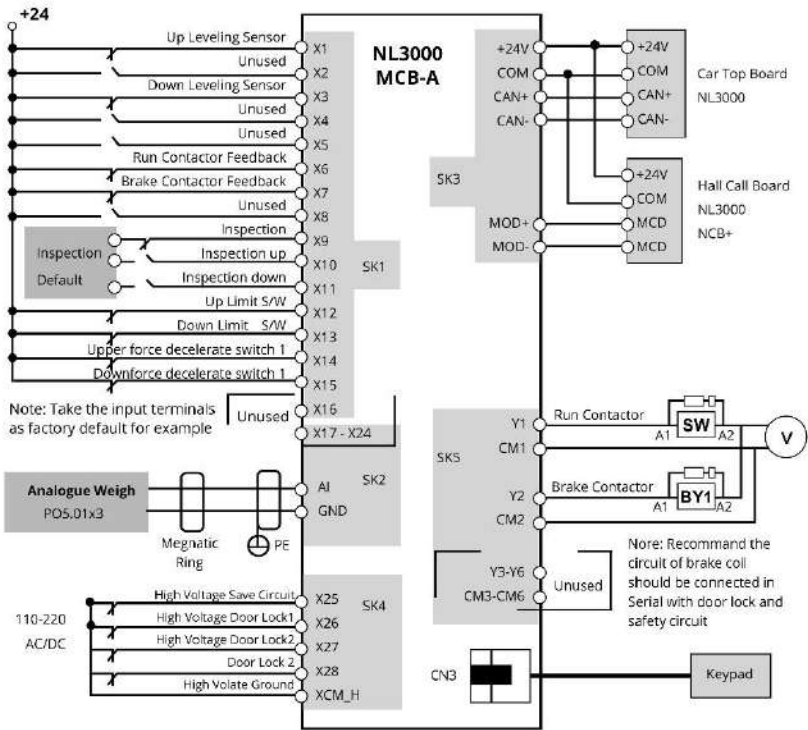 +24
Up Leveling Sensor
X1
Unused
X2
Down Leveling Sensor
X3
Unused
X4
Unused
X5
Run Contactor Feedback
X6
Brake Contactor Feedback
X7
Unused
X8
Inspection
X9
Inspection up
X10
Inspection down
X11
Inspection
Default
Up Limit S/W
X12
Down Limit S/W
X13
Upper force decelerate switch 1
X14
Downforce decelerate switch 1
X15
Note: Take the input terminals
as factory default for example
Unused
X16
X17 - X24
SK1
Analogue Weigh
PO5.01x3
Megnatic
Ring
PE
AI
GND
SK2
110-220
AC/DC
High Voltage Save Circuit
X25
High Voltage Door Lock1
X26
High Voltage Door Lock2
X27
Door Lock 2
X28
High Volate Ground
XCM_H
SK4
NL3000
MCB-A
+24V
COM
CAN+
CAN-
SK3
MOD+
MOD-
+24V
COM
CAN+
CAN-
Car Top Board
NL3000
+24V
COM
MCD
MCD
Hall Call Board
NL3000
NCB+
SK5
Y1
CM1
Y2
CM2
Y3-Y6
CM3-CM6
Run Contactor
A1
SW
A2
Brake Contactor
A1
BY1
A2
V
Unused
Nore: Recommand the
circuit of brake coil
should be connected in
Serial with door lock and
safety circuit
CN3
Keypad